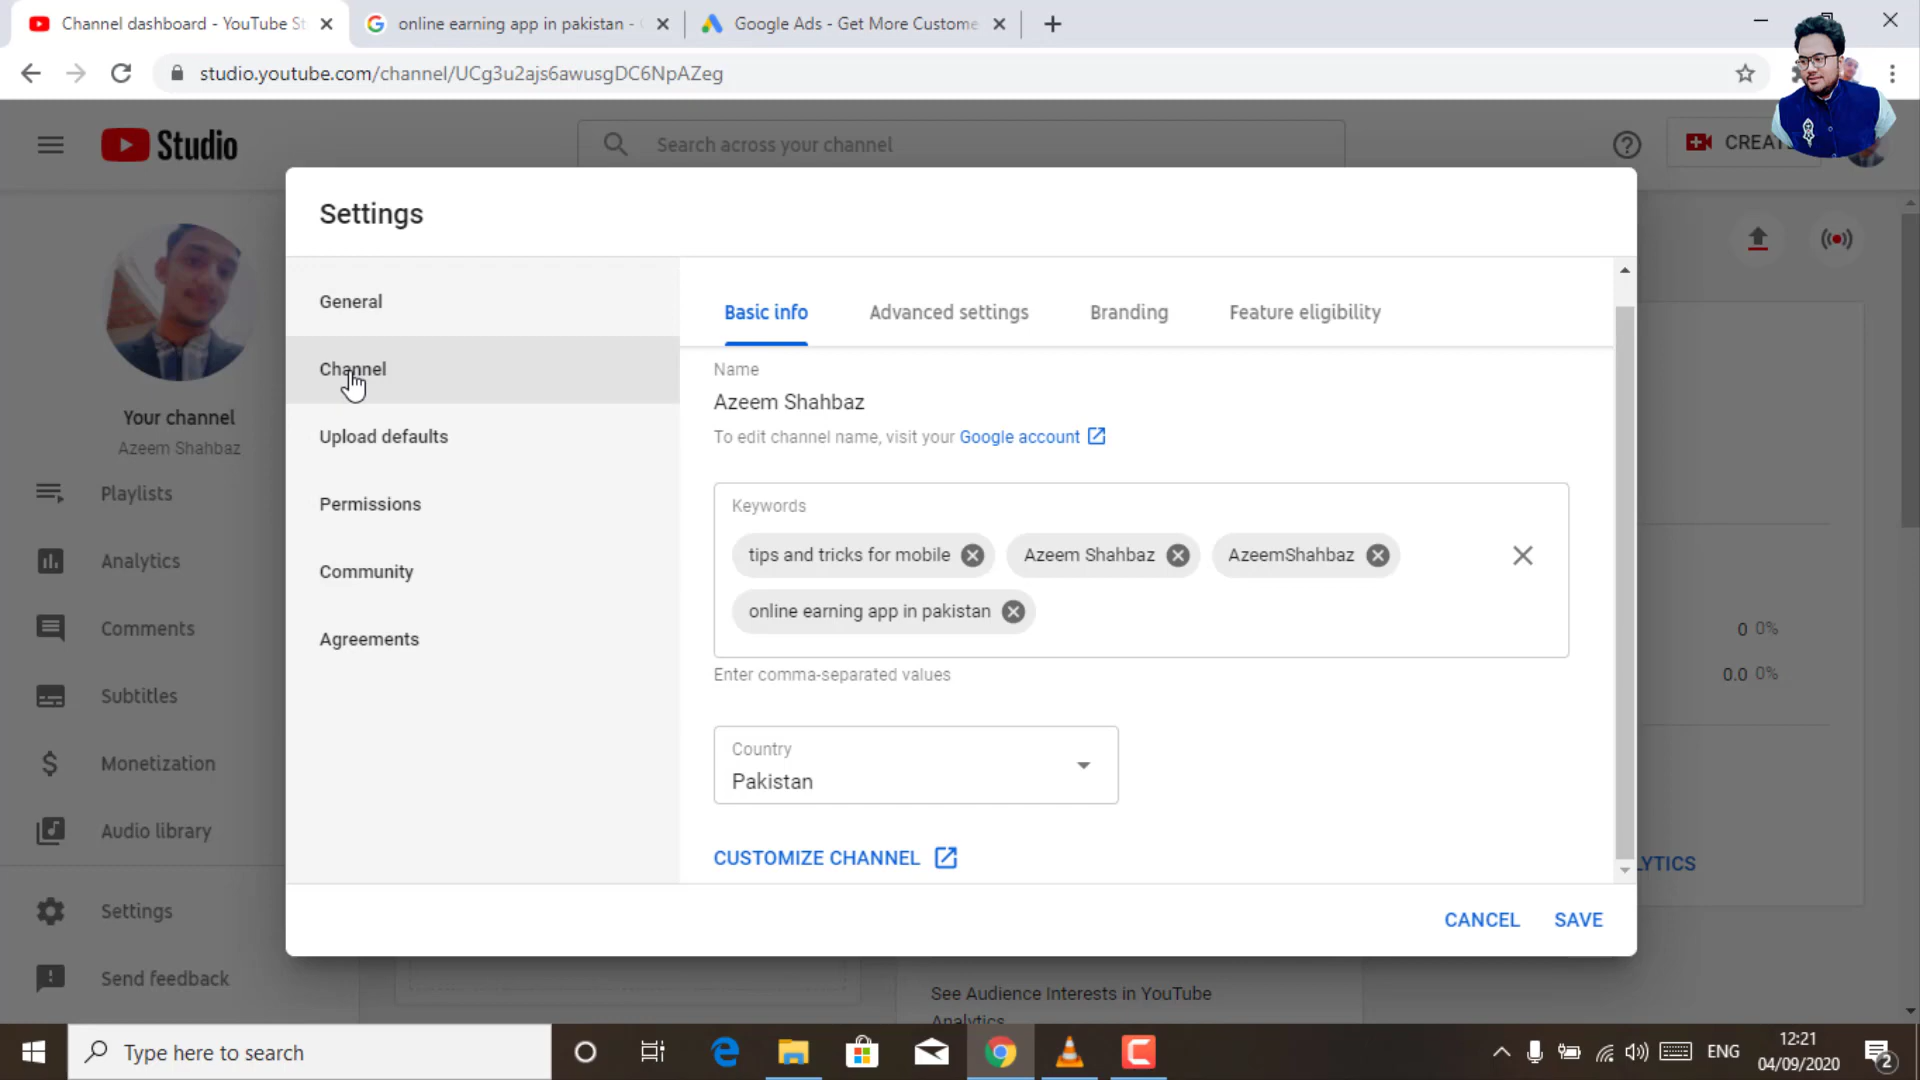 Channel dashboard - YouTube St
online earning app in pakistan -
Google Ads - Get More Custome
studio.youtube.com/channel/UCg3u2ajs6awusgDC6NpAZeg
Studio
Search across your channel
CREAT
Settings
General
Channel
Upload defaults
Permissions
Community
Agreements
Basic info
Advanced settings
Branding
Feature eligibility
Name
Azeem Shahbaz
To edit channel name, visit your Google account
Keywords
tips and tricks for mobile
Azeem Shahbaz
AzeemShahbaz
online earning app in pakistan
Enter comma-separated values
Country
Pakistan
CUSTOMIZE CHANNEL
CANCEL
SAVE
Your channel
Azeem Shahbaz
Playlists
Analytics
Comments
Subtitles
Monetization
Audio library
Settings
Send feedback
0 0%
0.0 0%
LYTICS
See Audience Interests in YouTube
Analytics
Type here to search
ENG
12:21
04/09/2020
2